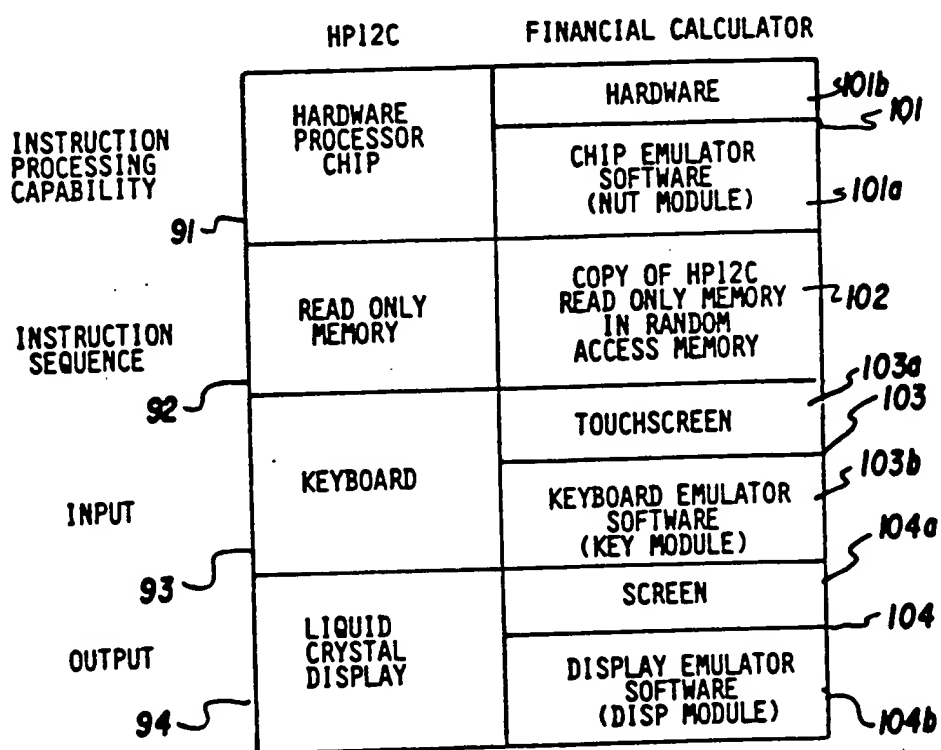 HP12C
FINANCIAL CALCULATOR
INSTRUCTION
PROCESSING
CAPABILITY
91
HARDWARE
PROCESSOR
CHIP
HARDWARE
101b
101
CHIP EMULATOR
SOFTWARE
(NUT MODULE)
101a
INSTRUCTION
SEQUENCE
92
READ ONLY
MEMORY
COPY OF HP12C
READ ONLY MEMORY
IN RANDOM
ACCESS MEMORY
102
INPUT
93
KEYBOARD
TOUCHSCREEN
103a
103
KEYBOARD EMULATOR
SOFTWARE
(KEY MODULE)
103b
OUTPUT
94
LIQUID
CRYSTAL
DISPLAY
SCREEN
104a
104
DISPLAY EMULATOR
SOFTWARE
(DISP MODULE)
104b